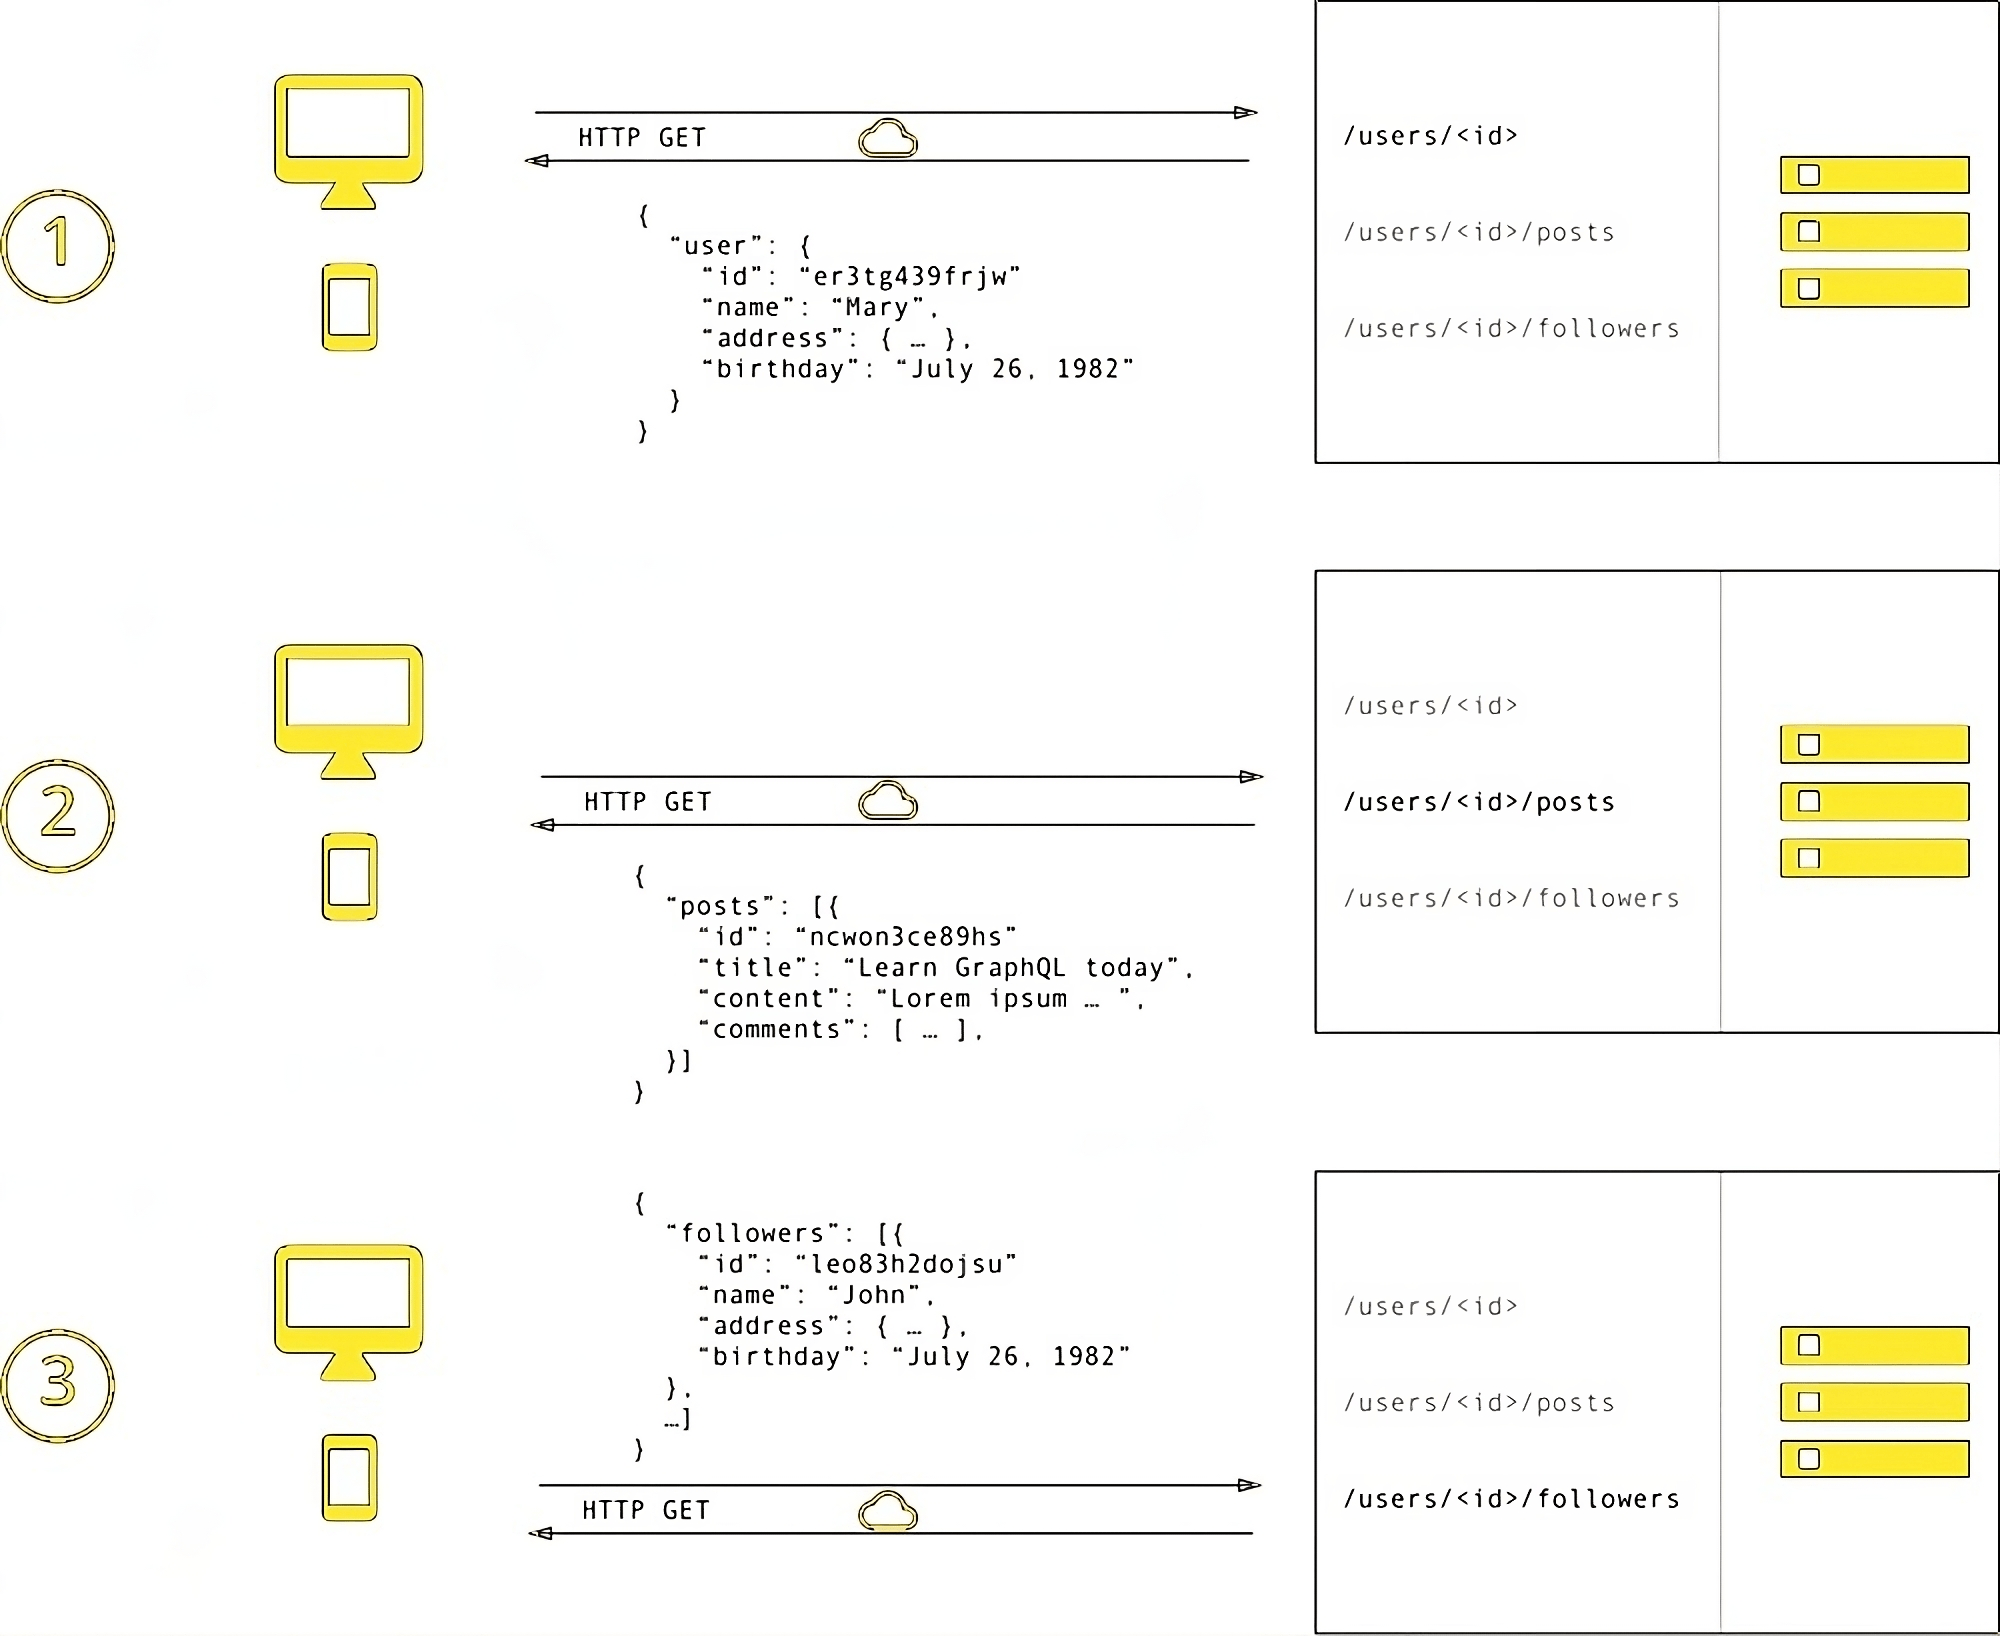 1
HTTP GET
{
“user”: {
“id”: “er3tg439frjw”
“name”: “Mary”,
“address”: { … },
“birthday”: “July 26, 1982”
}
}
/users/<id>
/users/<id>/posts
/users/<id>/followers
2
HTTP GET
{
“posts”: [{
“id”: “ncwon3ce89hs”
“title”: “Learn GraphQL today”,
“content”: “Lorem ipsum … ”,
“comments”: [ … ],
}]
}
/users/<id>
/users/<id>/posts
/users/<id>/followers
3
{
“followers”: [{
“id”: “leo83h2dojsu”
“name”: “John”,
“address”: { … },
“birthday”: “July 26, 1982”
},
…]
}
HTTP GET
/users/<id>
/users/<id>/posts
/users/<id>/followers